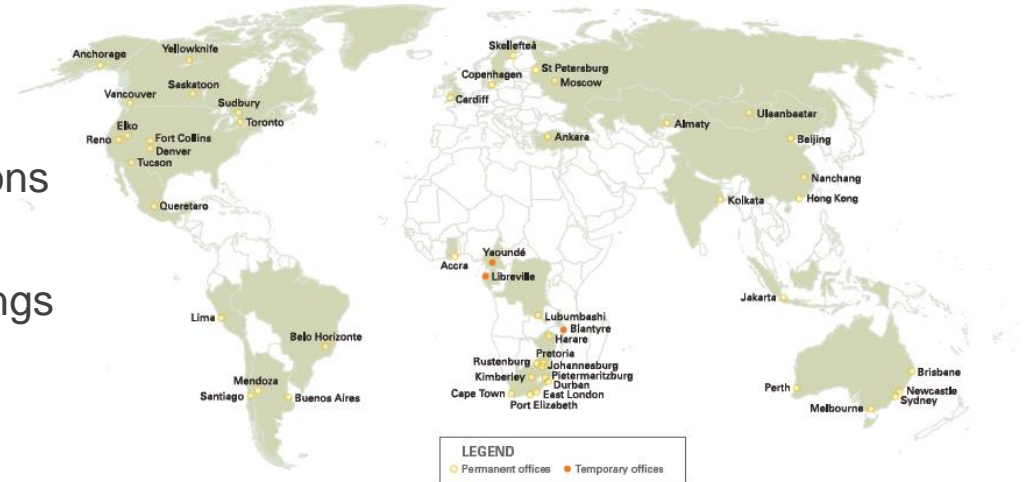 ons
ngs
Anchorage
Yellowknife
Vancouver
Saskatoon
Sudbury
Toronto
Elko
Reno
Fort Collins
Denver
Tucson
Queretaro
Lima
Belo Horizonte
Mendoza
Santiago
Buenos Aires
Skellefteå
Copenhagen
St Petersburg
Moscow
Cardiff
Ankara
Almaty
Ulaanbaatar
Beijing
Nanchang
Hong Kong
Kolkata
Jakarta
Accra
Yaoundé
Libreville
Lubumbashi
Blantyre
Harare
Pretoria
Rustenburg
Johannesburg
Kimberley
Pietermaritzburg
Durban
Cape Town
East London
Port Elizabeth
Perth
Brisbane
Newcastle
Sydney
Melbourne
LEGEND
Permanent offices Temporary offices